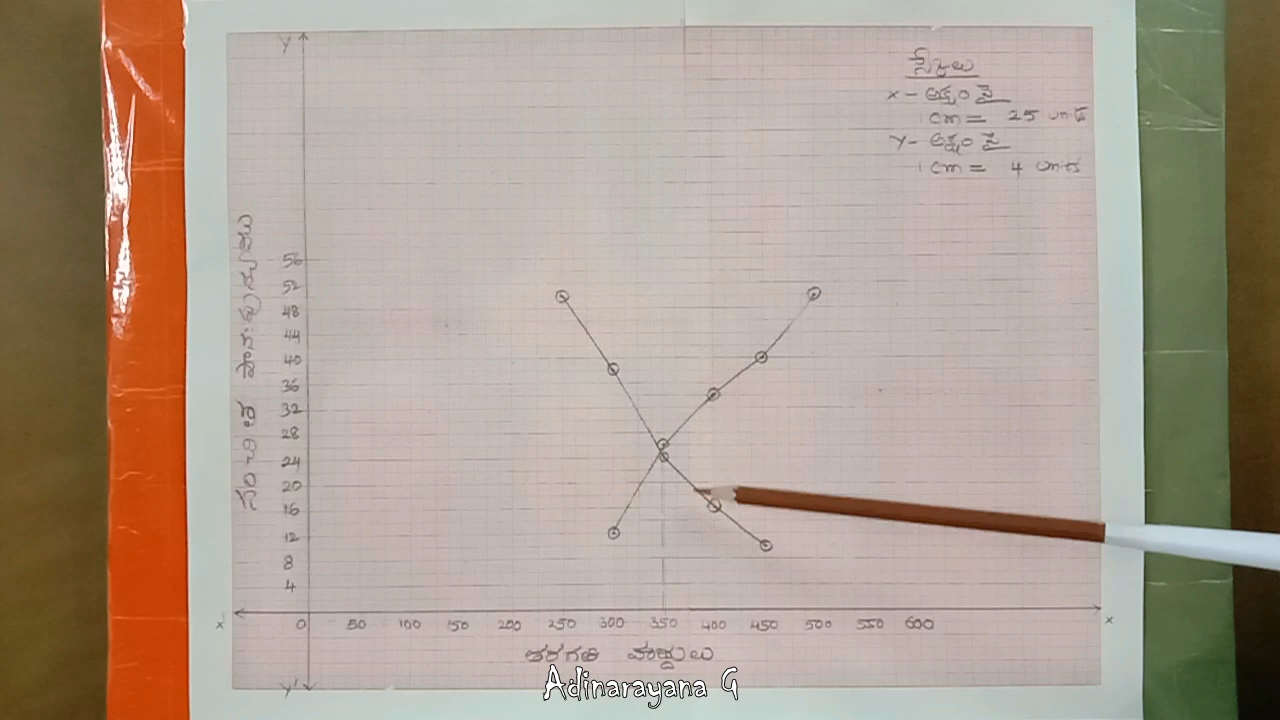 స్కేలు
X - అక్షం పై
1 cm = 25 units
Y - అక్షం పై
1 cm = 4 units
Y
సంచిత పౌనఃపున్యాలు
56
52
48
44
40
36
32
28
24
20
16
12
8
4
X' 0 50 100 150 200 250 300 350 400 450 500 550 600 X
తరగతి హద్దులు
Y'
Adinarayana G